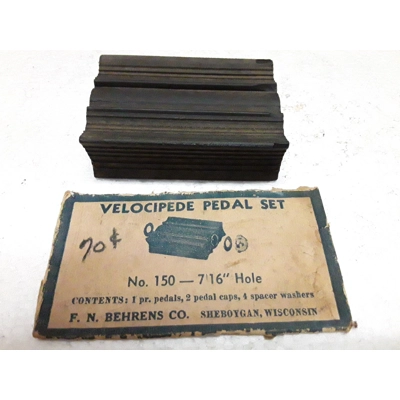 VELOCIPEDE PEDAL SET
70¢
No. 150 — 7/16" Hole
CONTENTS: 1 pr. pedals, 2 pedal caps, 4 spacer washers
F. N. BEHRENS CO. SHEBOYGAN, WISCONSIN